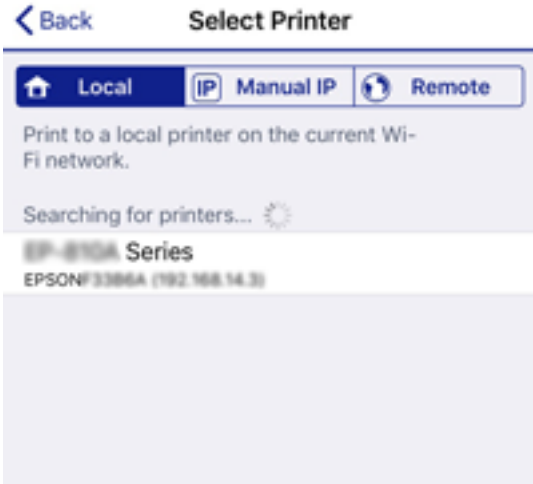 Back
Select Printer
Local
IP Manual IP
Remote
Print to a local printer on the current Wi-
Fi network.
Searching for printers...
Series
EPSON